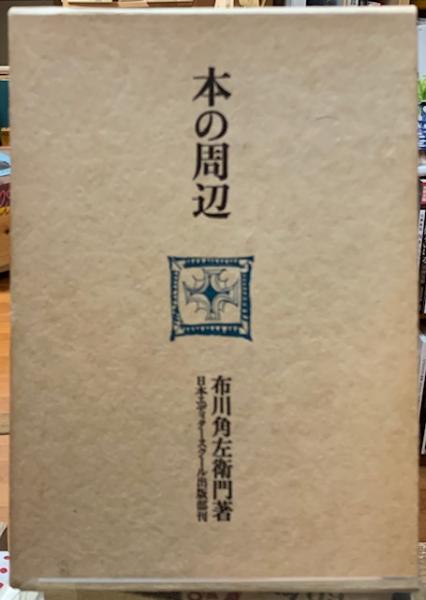 本の周辺
布川角左衛門著
日本エディタースクール出版部刊